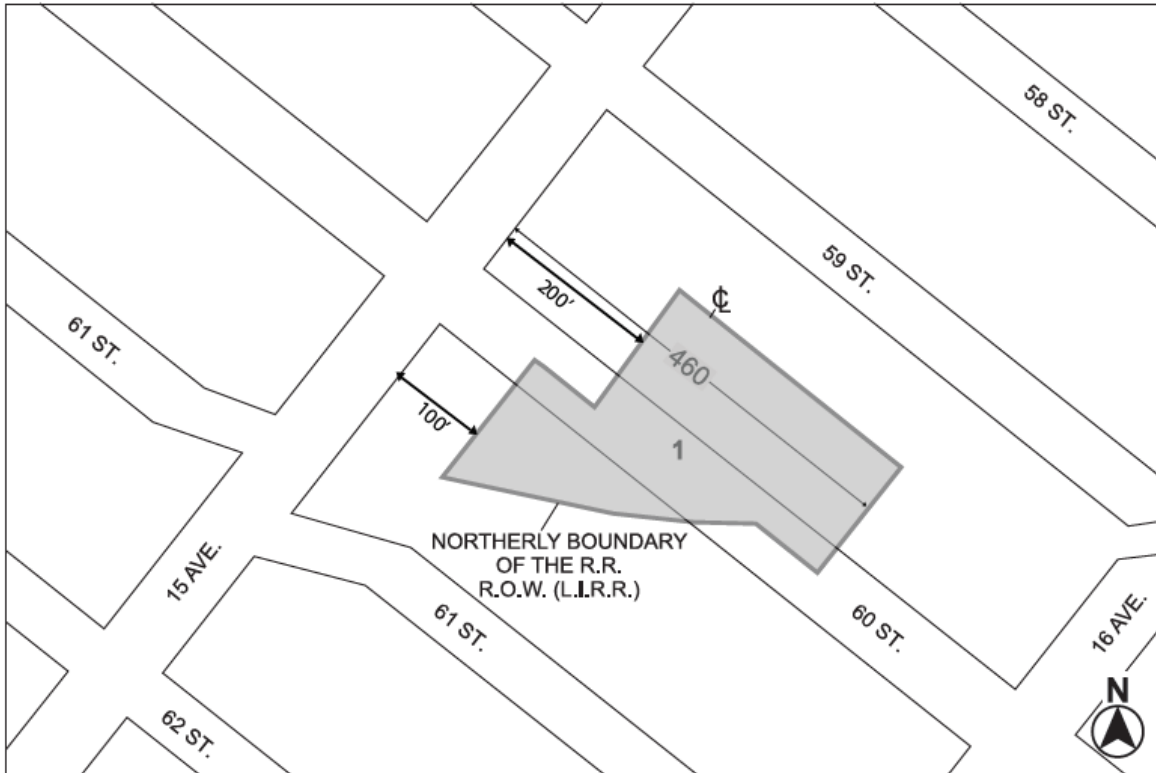 58 ST.
59 ST.
200′
℄
61 ST.
460
100′
1
NORTHERLY BOUNDARY
OF THE R.R.
R.O.W. (L.I.R.R.)
15 AVE.
61 ST.
60 ST.
16 AVE.
62 ST.
N